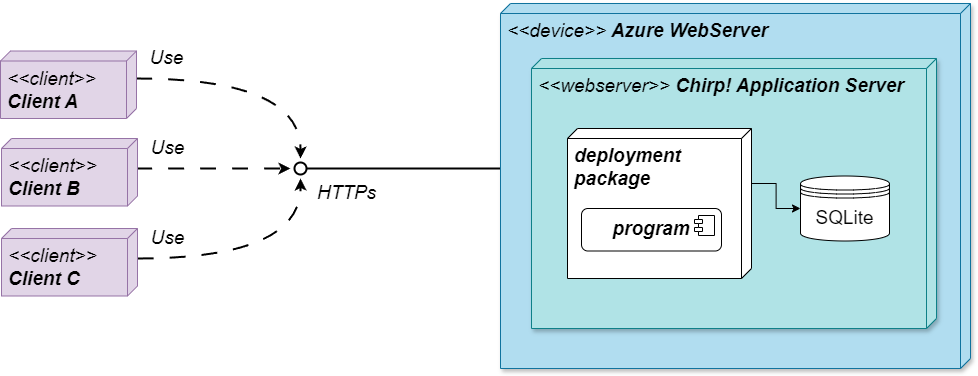 <<device>> Azure WebServer
<<webserver>> Chirp! Application Server
Use
<<client>>
Client A
Use
<<client>>
Client B
Use
<<client>>
Client C
HTTPs
deployment
package
program
SQLite